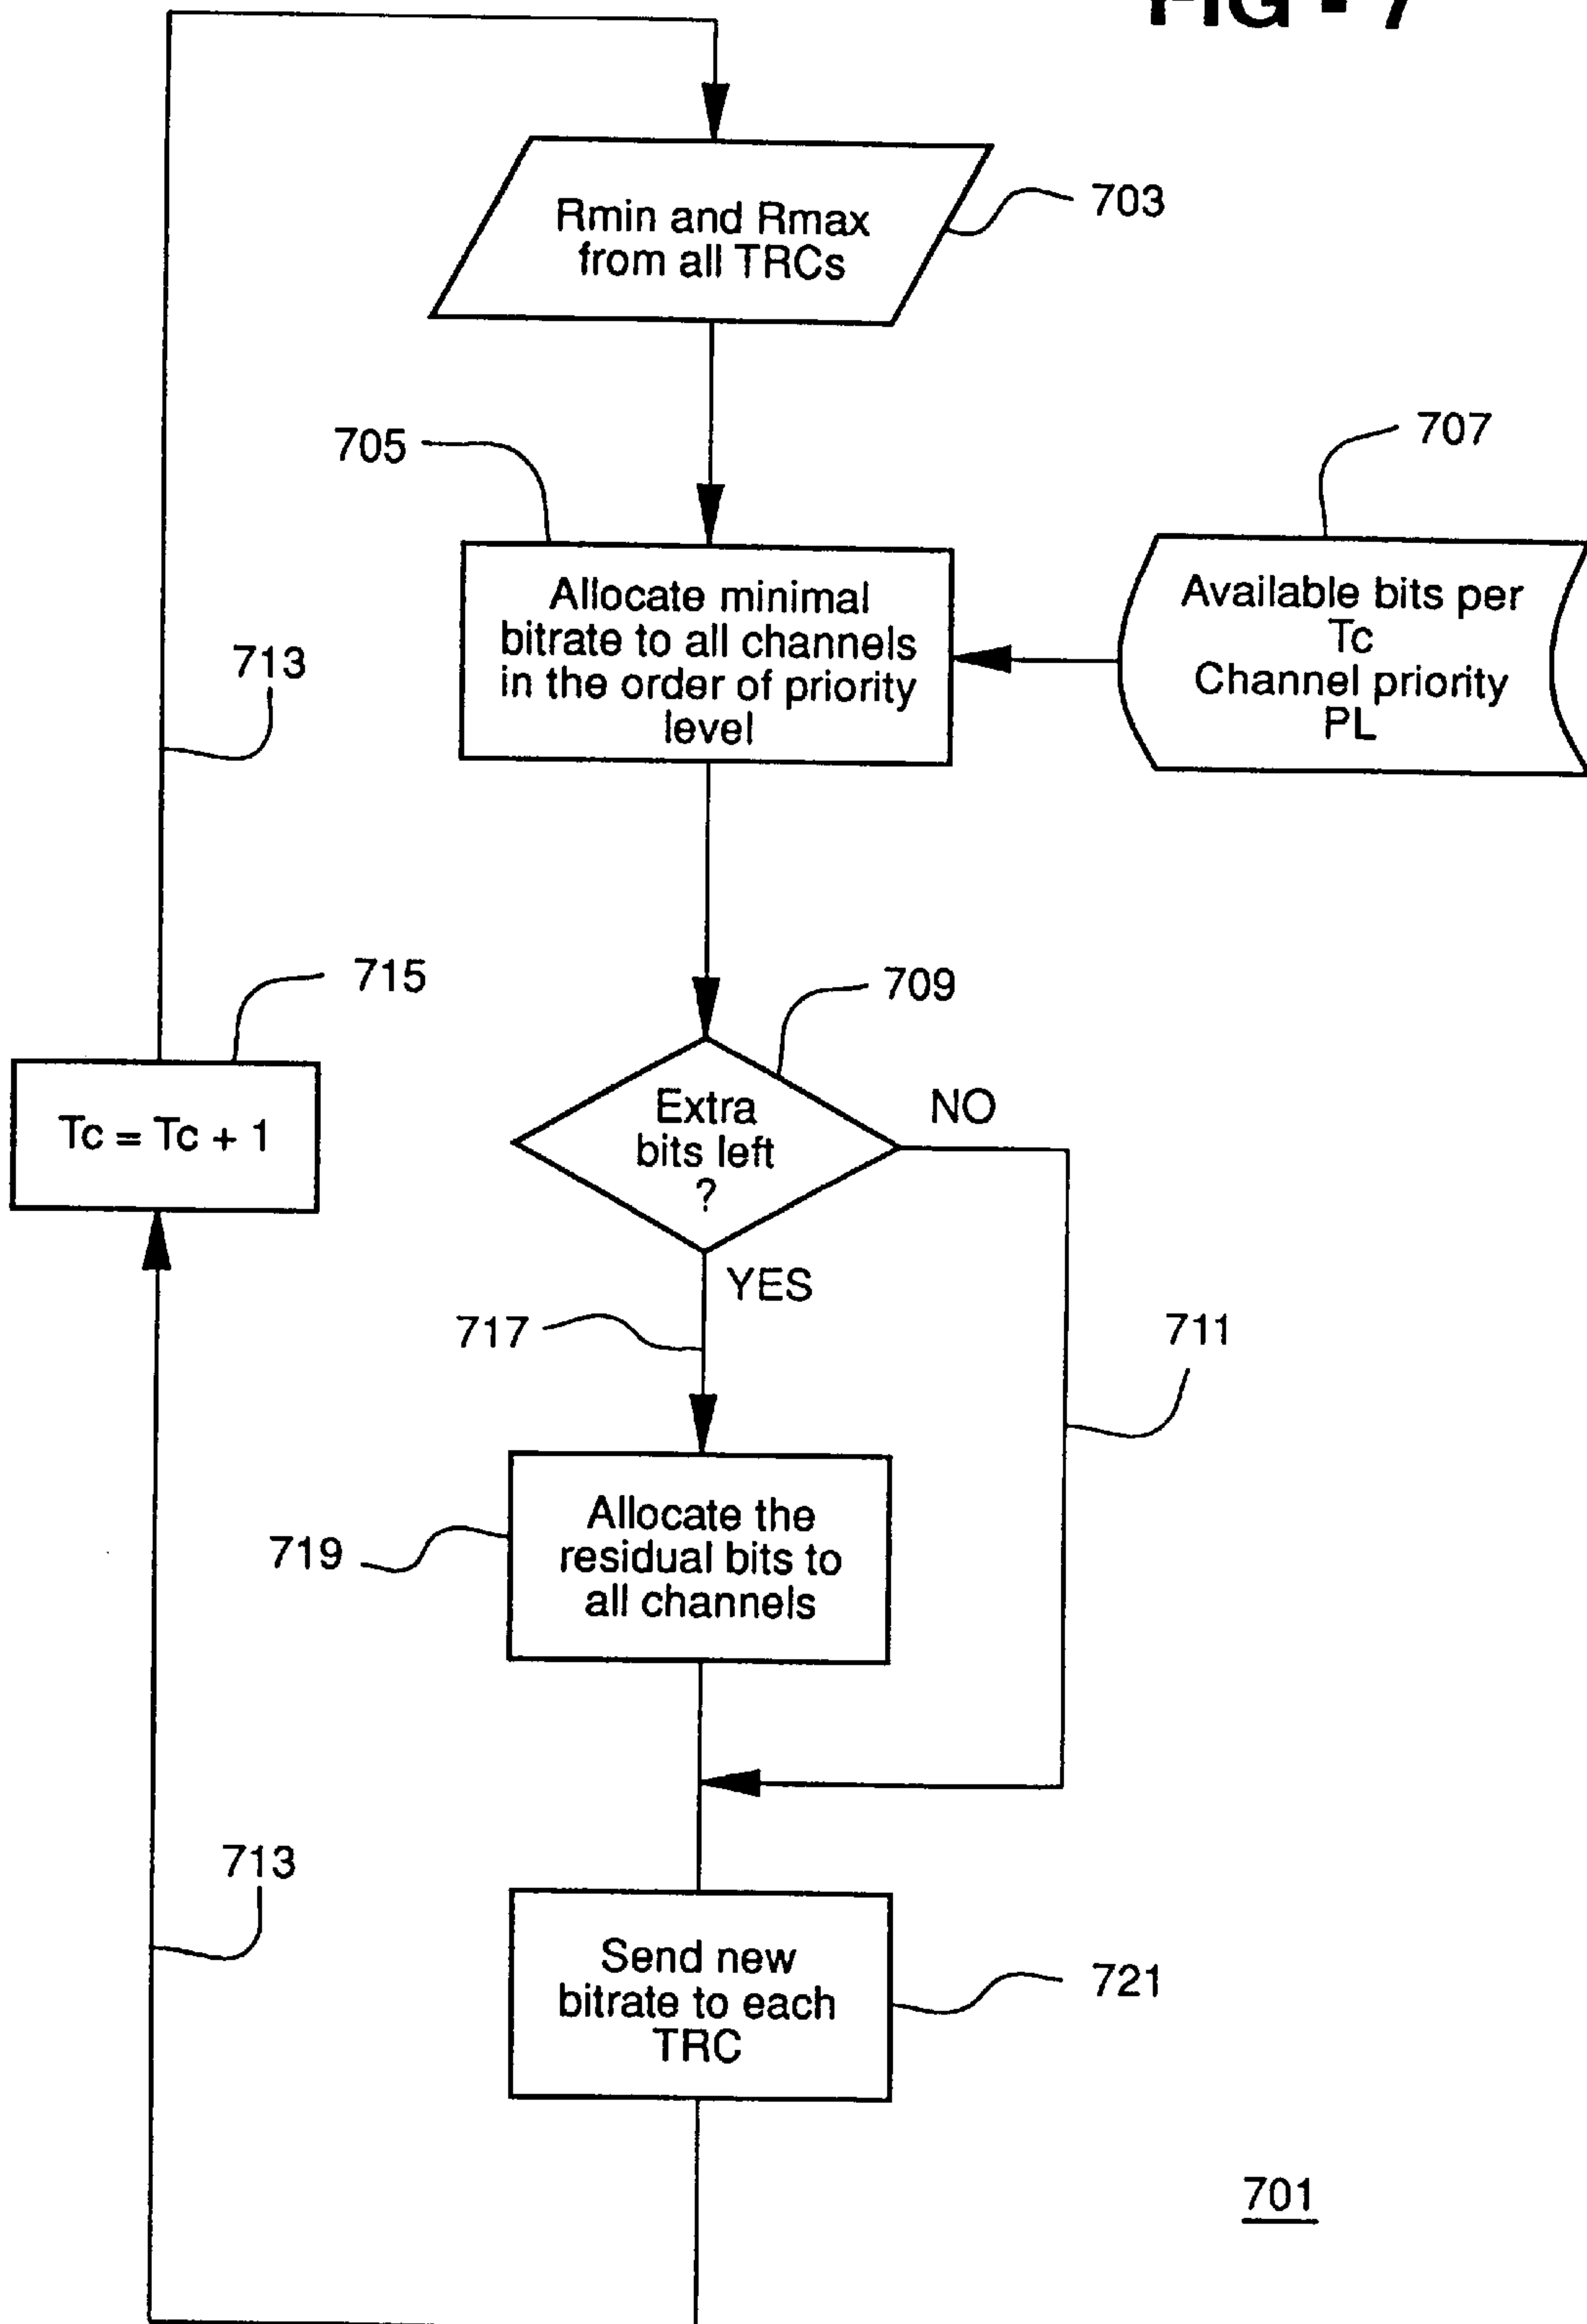 FIG - 7
Rmin and Rmax
from all TRCs
703
705
707
Allocate minimal
bitrate to all channels
in the order of priority
level
Available bits per
Tc
Channel priority
PL
713
715
709
Tc = Tc + 1
Extra
bits left
?
NO
YES
717
711
719
Allocate the
residual bits to
all channels
713
Send new
bitrate to each
TRC
721
701